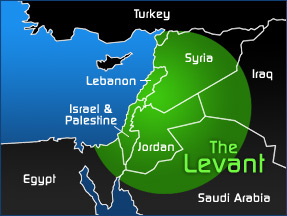 Turkey
Syria
Lebanon
Iraq
Israel &
Palestine
Jordan
The
Levant
Egypt
Saudi Arabia